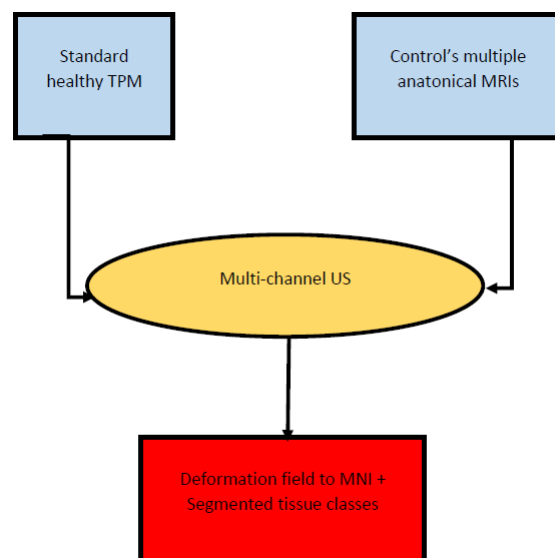 Standard
healthy TPM
Control's multiple
anatonical MRIs
Multi-channel US
Deformation field to MNI +
Segmented tissue classes